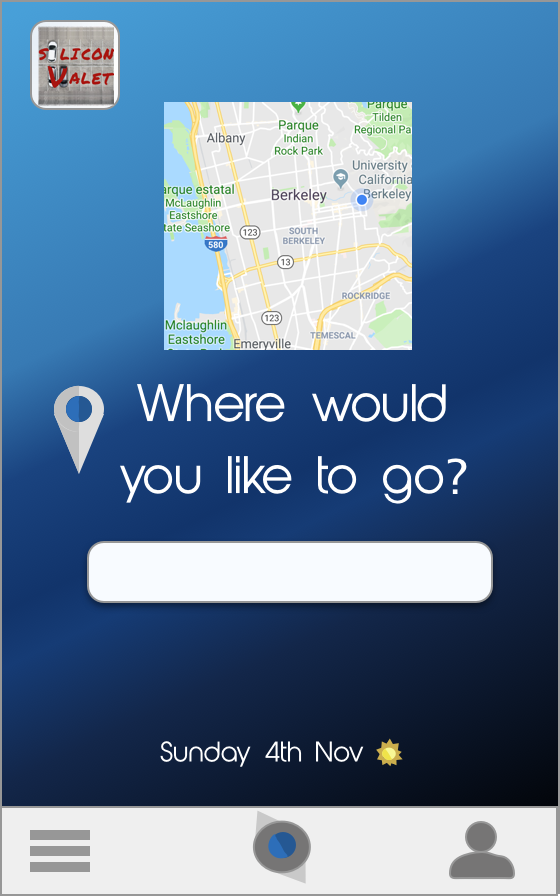 SILICON
VALET
Parque
Tilden
Regional Pa
Parque
Indian
Rock Park
Albany
University
California
Berkeley
Berkeley
arque estatal
McLaughlin
Eastshore
tate Seashore
123
SOUTH
BERKELEY
580
13
ROCKRIDGE
123
Mclaughlin
Eastshore
TEMESCAL
Emeryville
Where would
you like to go?
Sunday 4th Nov